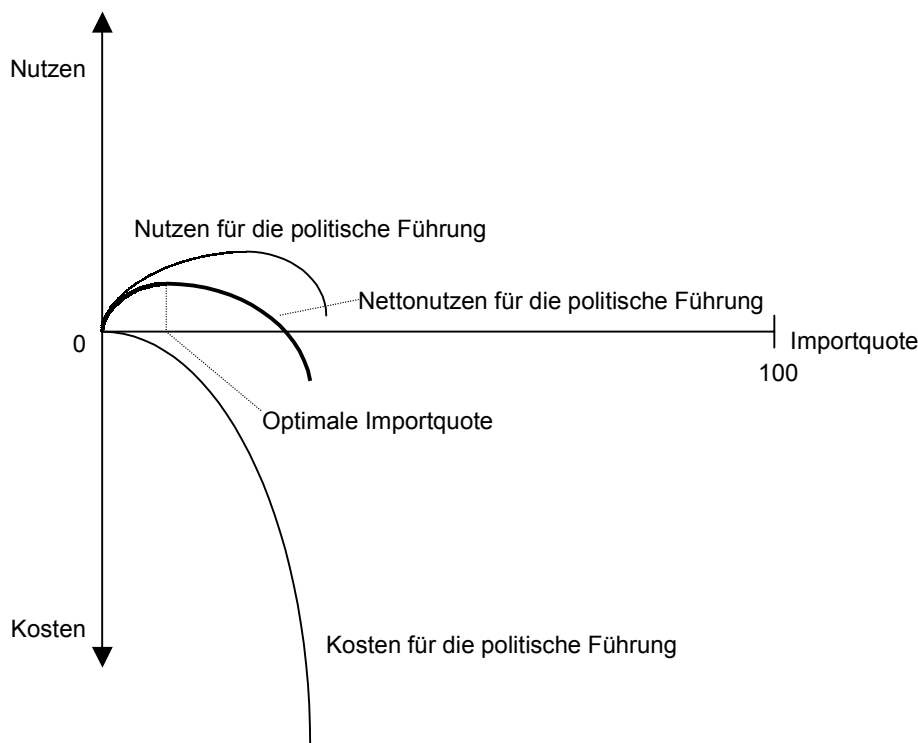 Nutzen
Nutzen für die politische Führung
Nettonutzen für die politische Führung
0
Importquote
100
Optimale Importquote
Kosten
Kosten für die politische Führung